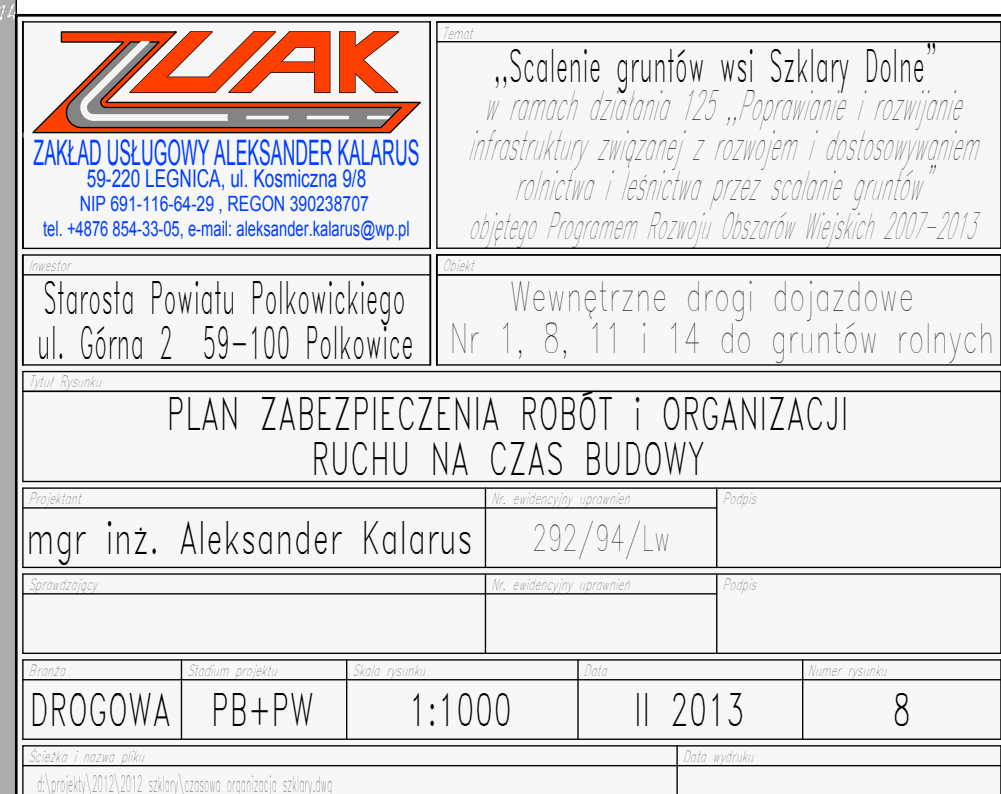 14
ZUAK
ZAKŁAD USŁUGOWY ALEKSANDER KALARUS
59-220 LEGNICA, ul. Kosmiczna 9/8
NIP 691-116-64-29 , REGON 390238707
tel. +4876 854-33-05, e-mail: aleksander.kalarus@wp.pl
Temat
,,Scalenie gruntów wsi Szklary Dolne”
w ramach działania 125 ,,Poprawianie i rozwijanie
infrastruktury związanej z rozwojem i dostosowywaniem
rolnictwa i leśnictwa przez scalanie gruntów”
objętego Programem Rozwoju Obszarów Wiejskich 2007–2013
Inwestor
Starosta Powiatu Polkowickiego
ul. Górna 2 59–100 Polkowice
Obiekt
Wewnętrzne drogi dojazdowe
Nr 1, 8, 11 i 14 do gruntów rolnych
Tytuł Rysunku
PLAN ZABEZPIECZENIA ROBÓT i ORGANIZACJI
RUCHU NA CZAS BUDOWY
Projektant
mgr inż. Aleksander Kalarus
Nr. ewidencyjny uprawnień
292/94/Lw
Podpis
Sprawdzający
Nr. ewidencyjny uprawnień
Podpis
Branża
DROGOWA
Stadium projektu
PB+PW
Skala rysunku
1:1000
Data
II 2013
Numer rysunku
8
Ścieżka i nazwa pliku
d:\projekty\2012\2012 szklary\czasowa organizacja szklary.dwg
Data wydruku